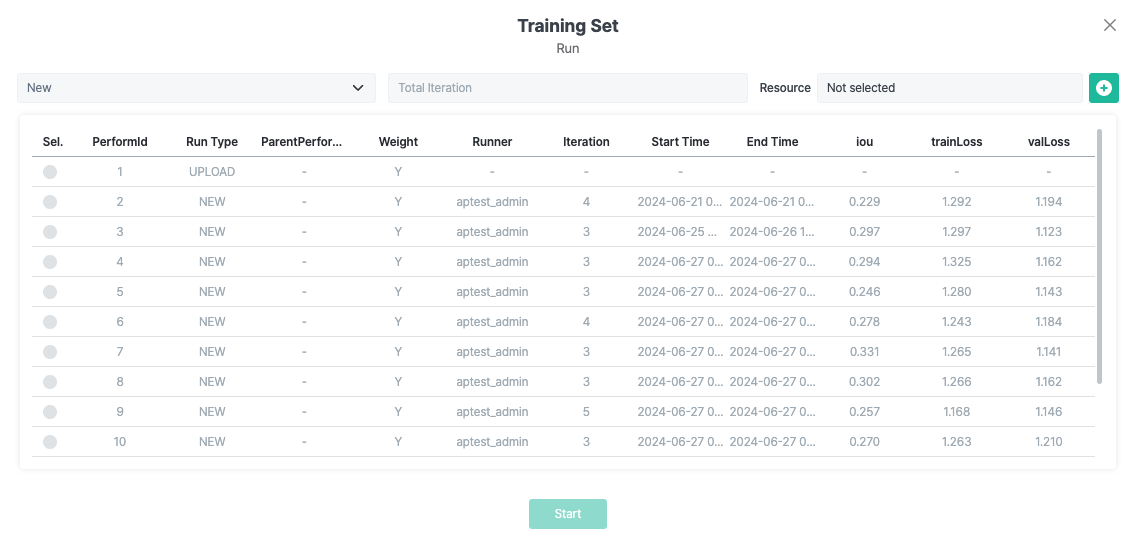 Training Set
Run
New Total Iteration Resource Not selected
Sel. PerformId Run Type ParentPerfor... Weight Runner Iteration Start Time End Time iou trainLoss valLoss
1 UPLOAD - Y - - - - - - -
2 NEW - Y aptest_admin 4 2024-06-21 0... 2024-06-21 0... 0.229 1.292 1.194
3 NEW - Y aptest_admin 3 2024-06-25 ... 2024-06-26 1... 0.297 1.297 1.123
4 NEW - Y aptest_admin 3 2024-06-27 0... 2024-06-27 0... 0.294 1.325 1.162
5 NEW - Y aptest_admin 3 2024-06-27 0... 2024-06-27 0... 0.246 1.280 1.143
6 NEW - Y aptest_admin 4 2024-06-27 0... 2024-06-27 0... 0.278 1.243 1.184
7 NEW - Y aptest_admin 3 2024-06-27 0... 2024-06-27 0... 0.331 1.265 1.141
8 NEW - Y aptest_admin 3 2024-06-27 0... 2024-06-27 0... 0.302 1.266 1.162
9 NEW - Y aptest_admin 5 2024-06-27 0... 2024-06-27 0... 0.257 1.168 1.146
10 NEW - Y aptest_admin 3 2024-06-27 0... 2024-06-27 0... 0.270 1.263 1.210
Start